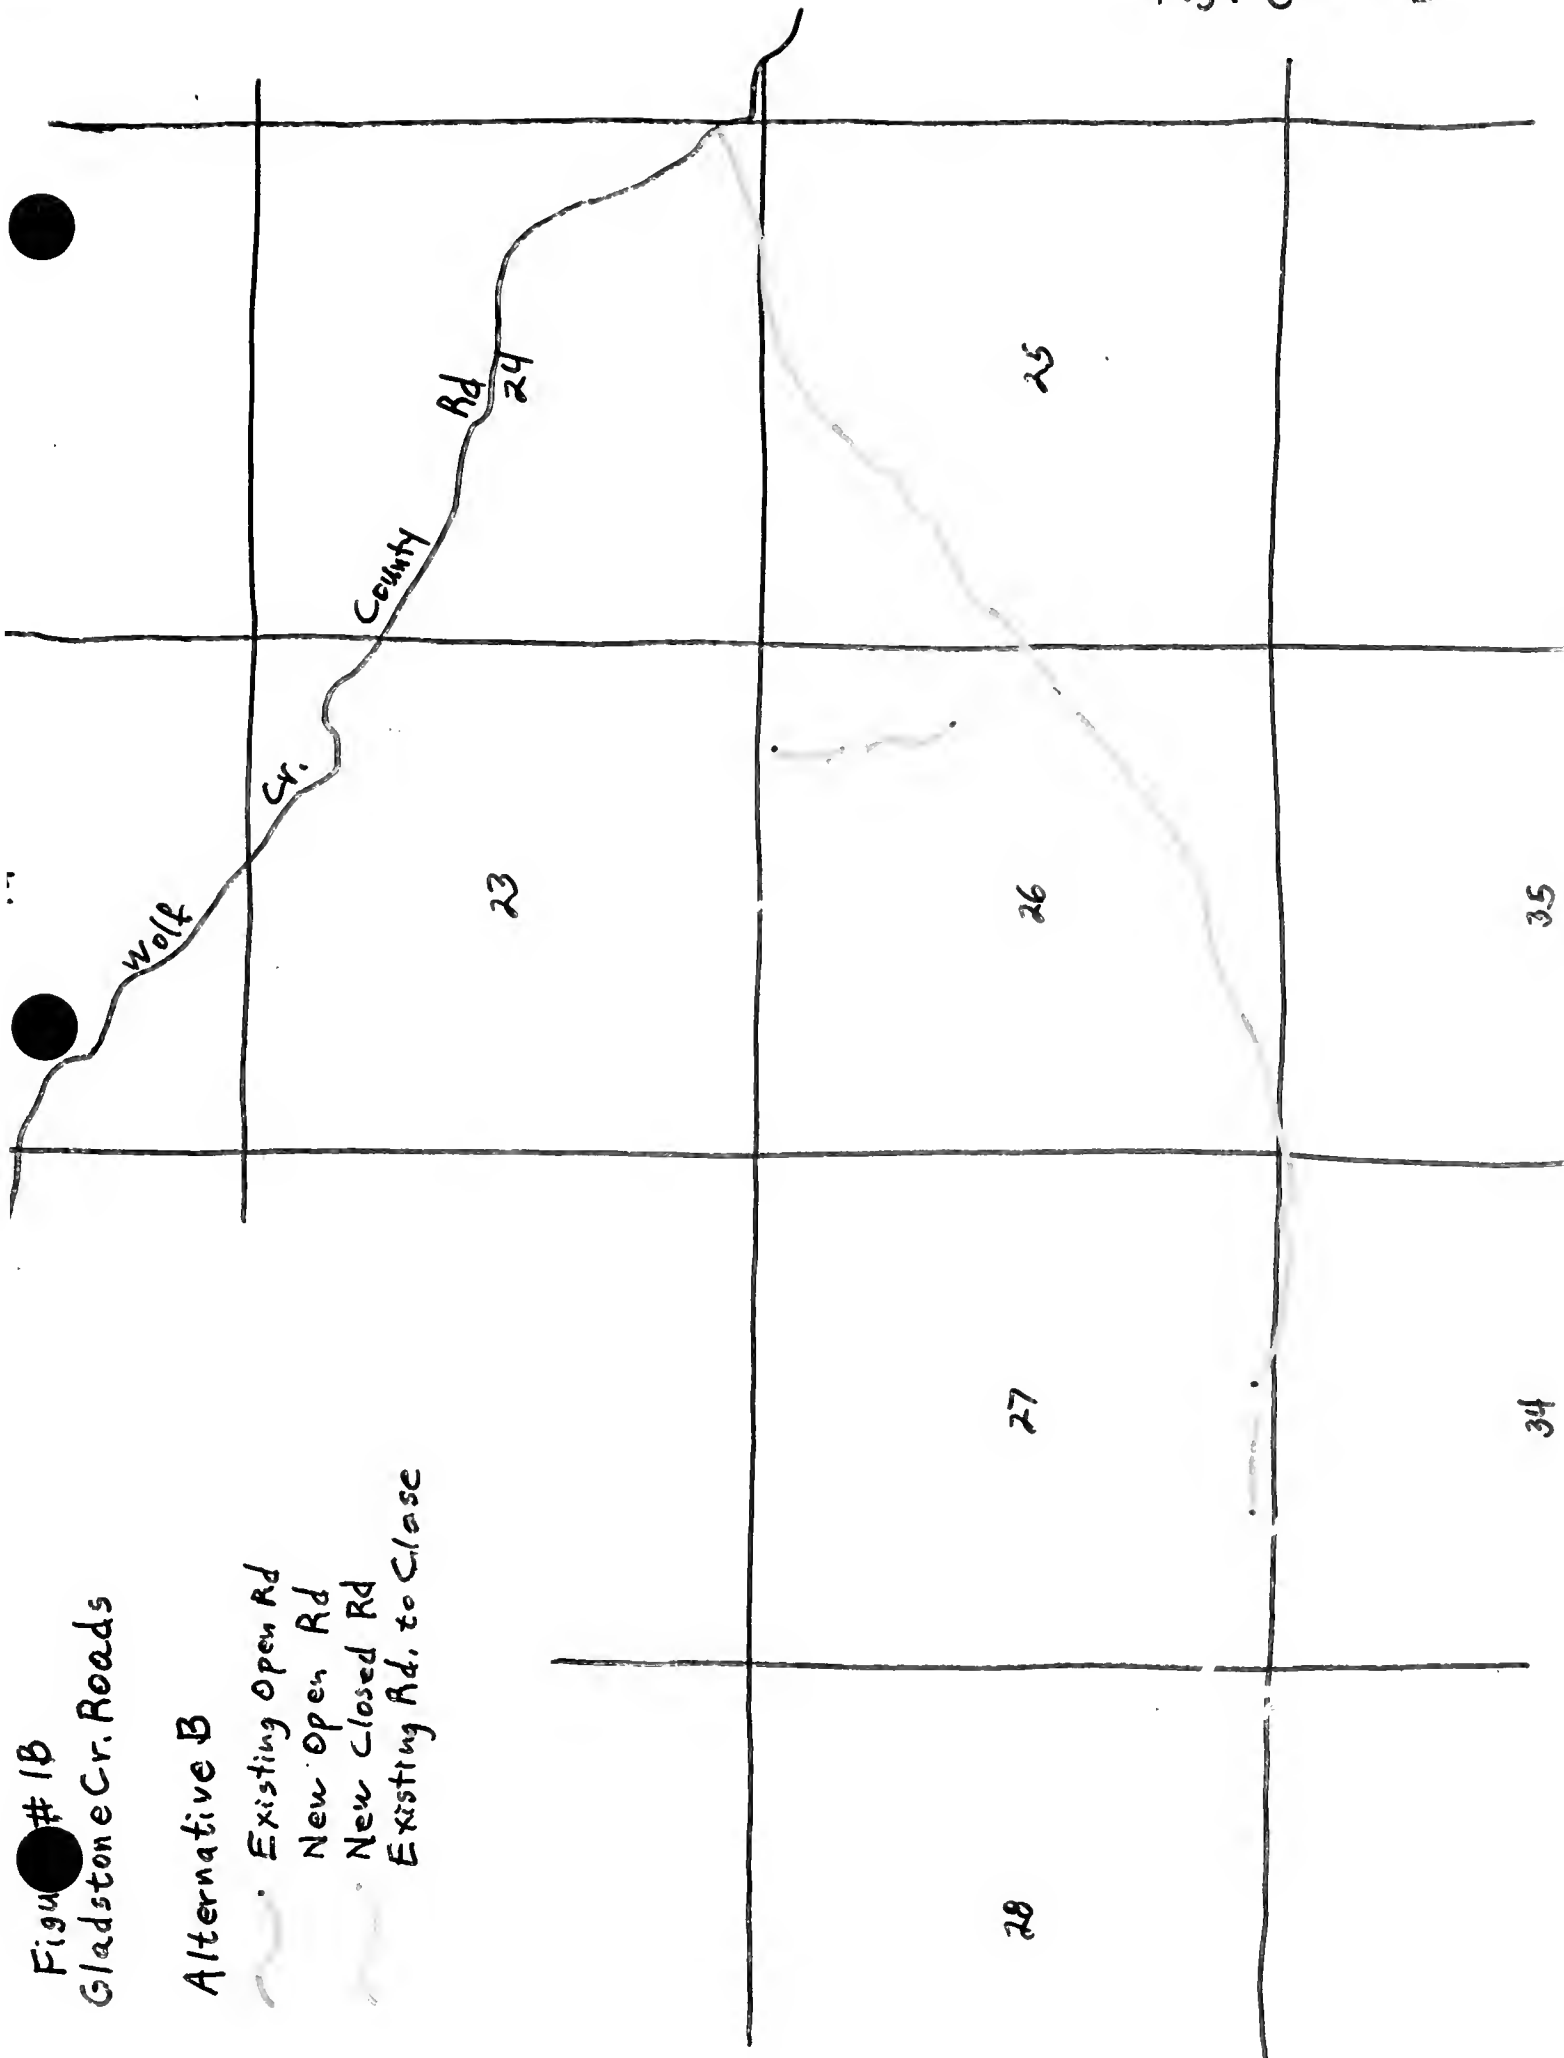 Figu #1B
Gladstone Cr. Roads
Alternative B
Existing Open Rd
New Open Rd
New Closed Rd
Existing Rd. to Close
Wolf Cr. County Rd
24
23
25
26
27
28
35
34